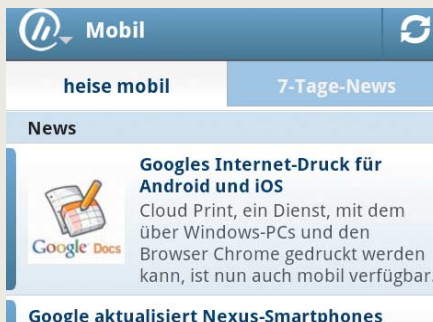 Mobil
heise mobil
7-Tage-News
News
Googles Internet-Druck für
Android und iOS
Cloud Print, ein Dienst, mit dem
über Windows-PCs und den
Browser Chrome gedruckt werden
kann, ist nun auch mobil verfügbar.
Google Docs
Google aktualisiert Nexus-Smartphones